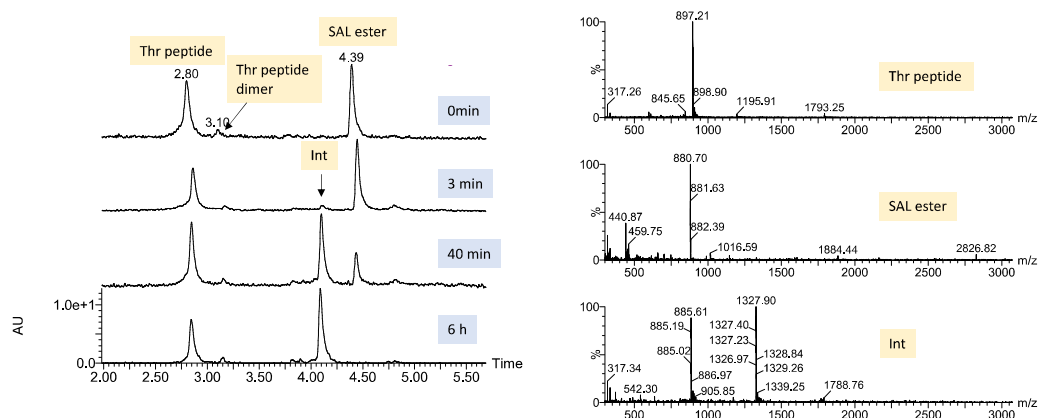 SAL ester
Thr peptide
2.80
Thr peptide
dimer
3.10
4.39
0min
Int
3 min
40 min
6 h
AU
1.0e+1
0.0
2.00 2.50 3.00 3.50 4.00 4.50 5.00 5.50
Time
100
%
0
897.21
317.26
845.65
898.90
1195.91
1793.25
Thr peptide
500 1000 1500 2000 2500 3000
m/z
100
%
0
880.70
881.63
882.39
440.87
459.75
1016.59
1884.44
2826.82
SAL ester
500 1000 1500 2000 2500 3000
m/z
100
%
0
885.61
1327.90
885.19
1327.40
1327.23
885.02
1326.97
1328.84
886.97
1329.26
317.34
542.30
905.85
1339.25
1788.76
Int
500 1000 1500 2000 2500 3000
m/z